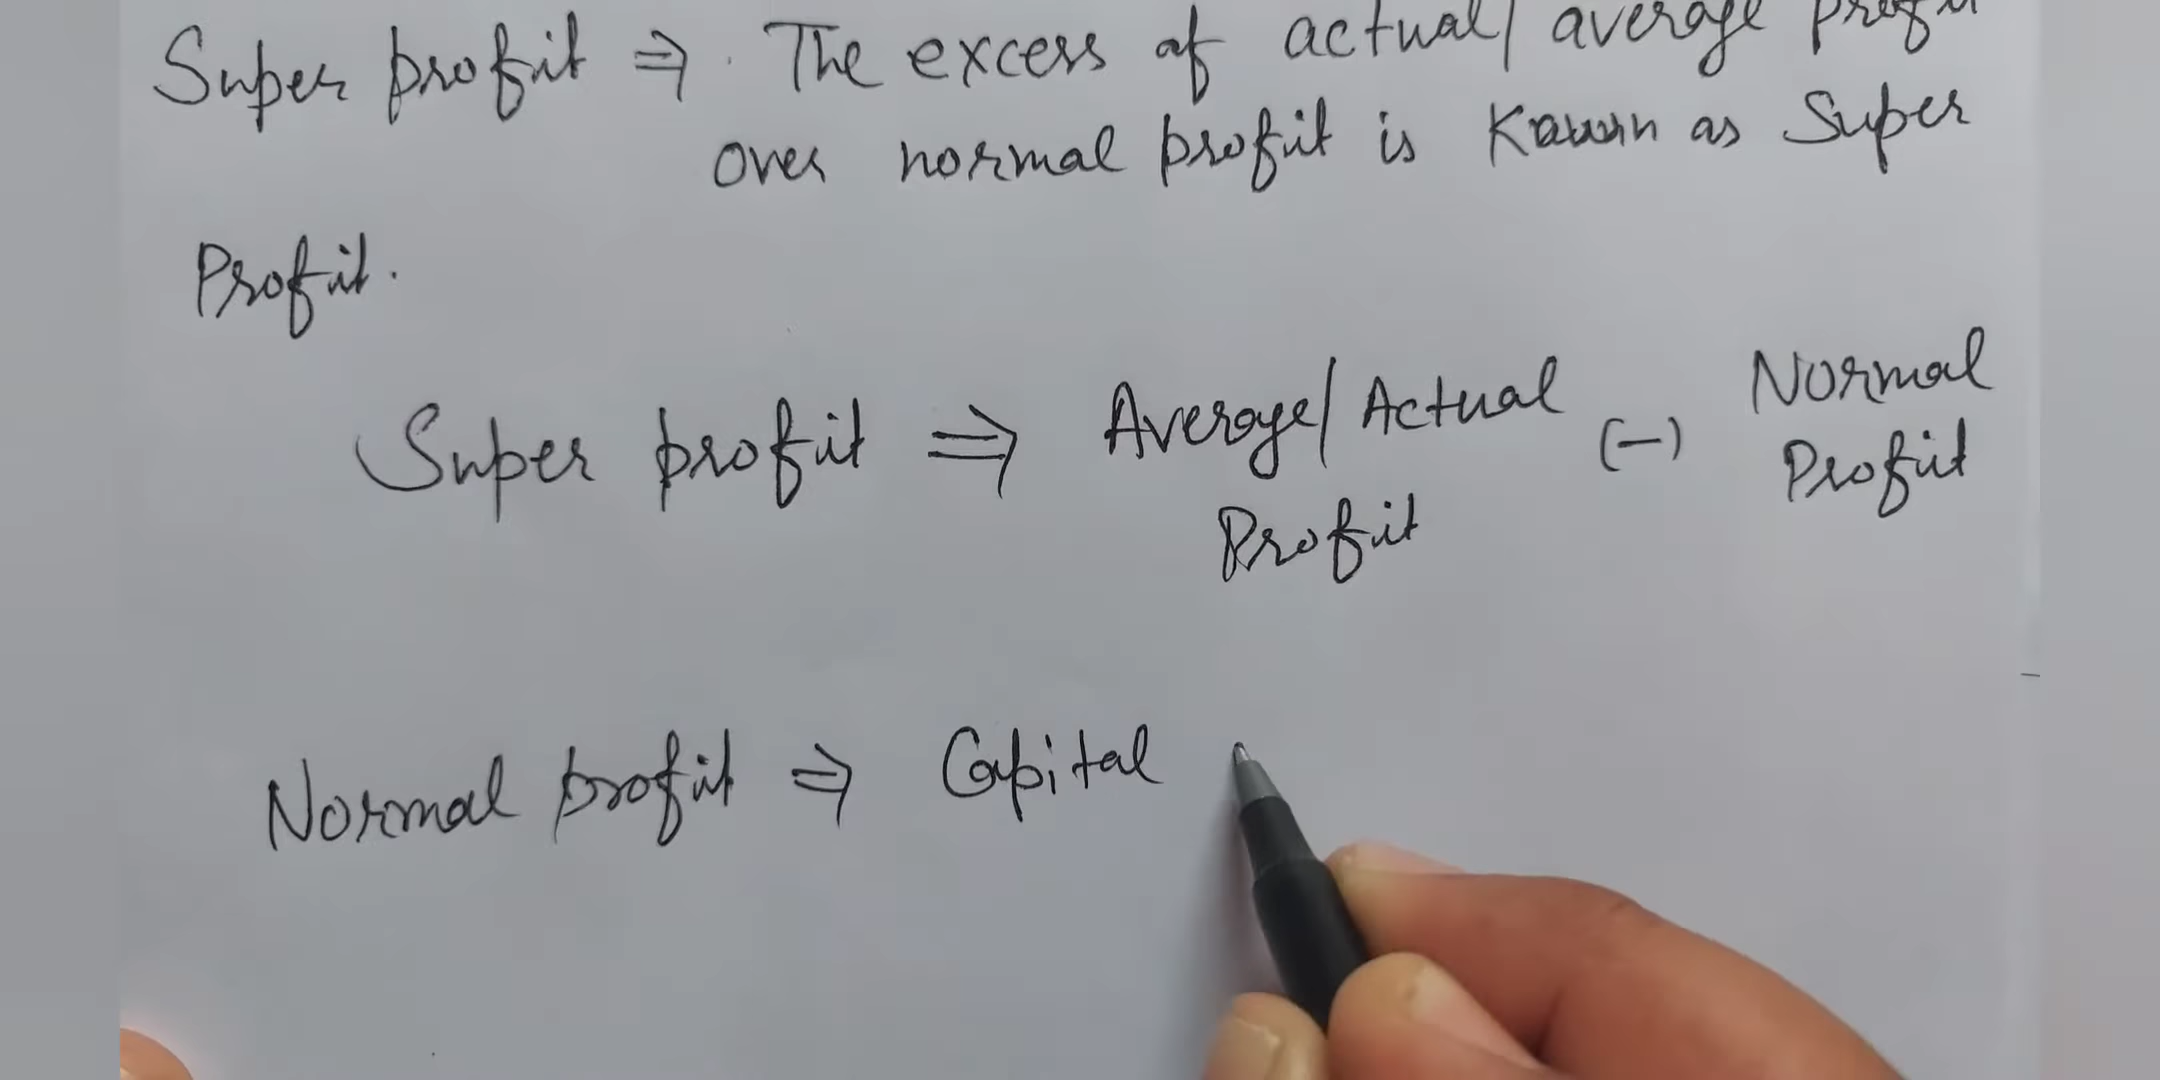 Super profit ⇒ The excess of actual/average profit
over normal profit is Known as Super
Profit.
Super profit ⇒ Average/Actual Profit (-) Normal Profit
Normal profit ⇒ Capital